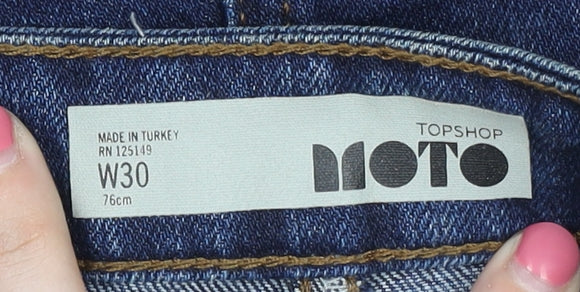 MADE IN TURKEY
RN 125149
W30
76cm
TOPSHOP
MOTO